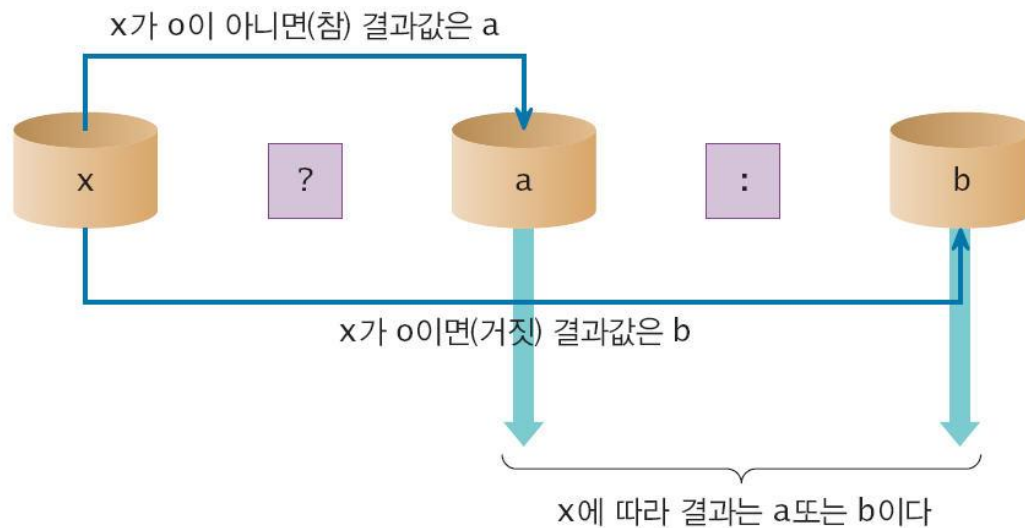 x가 0이 아니면(참) 결과값은 a
x ? a : b
x가 0이면(거짓) 결과값은 b
x에 따라 결과는 a또는 b이다